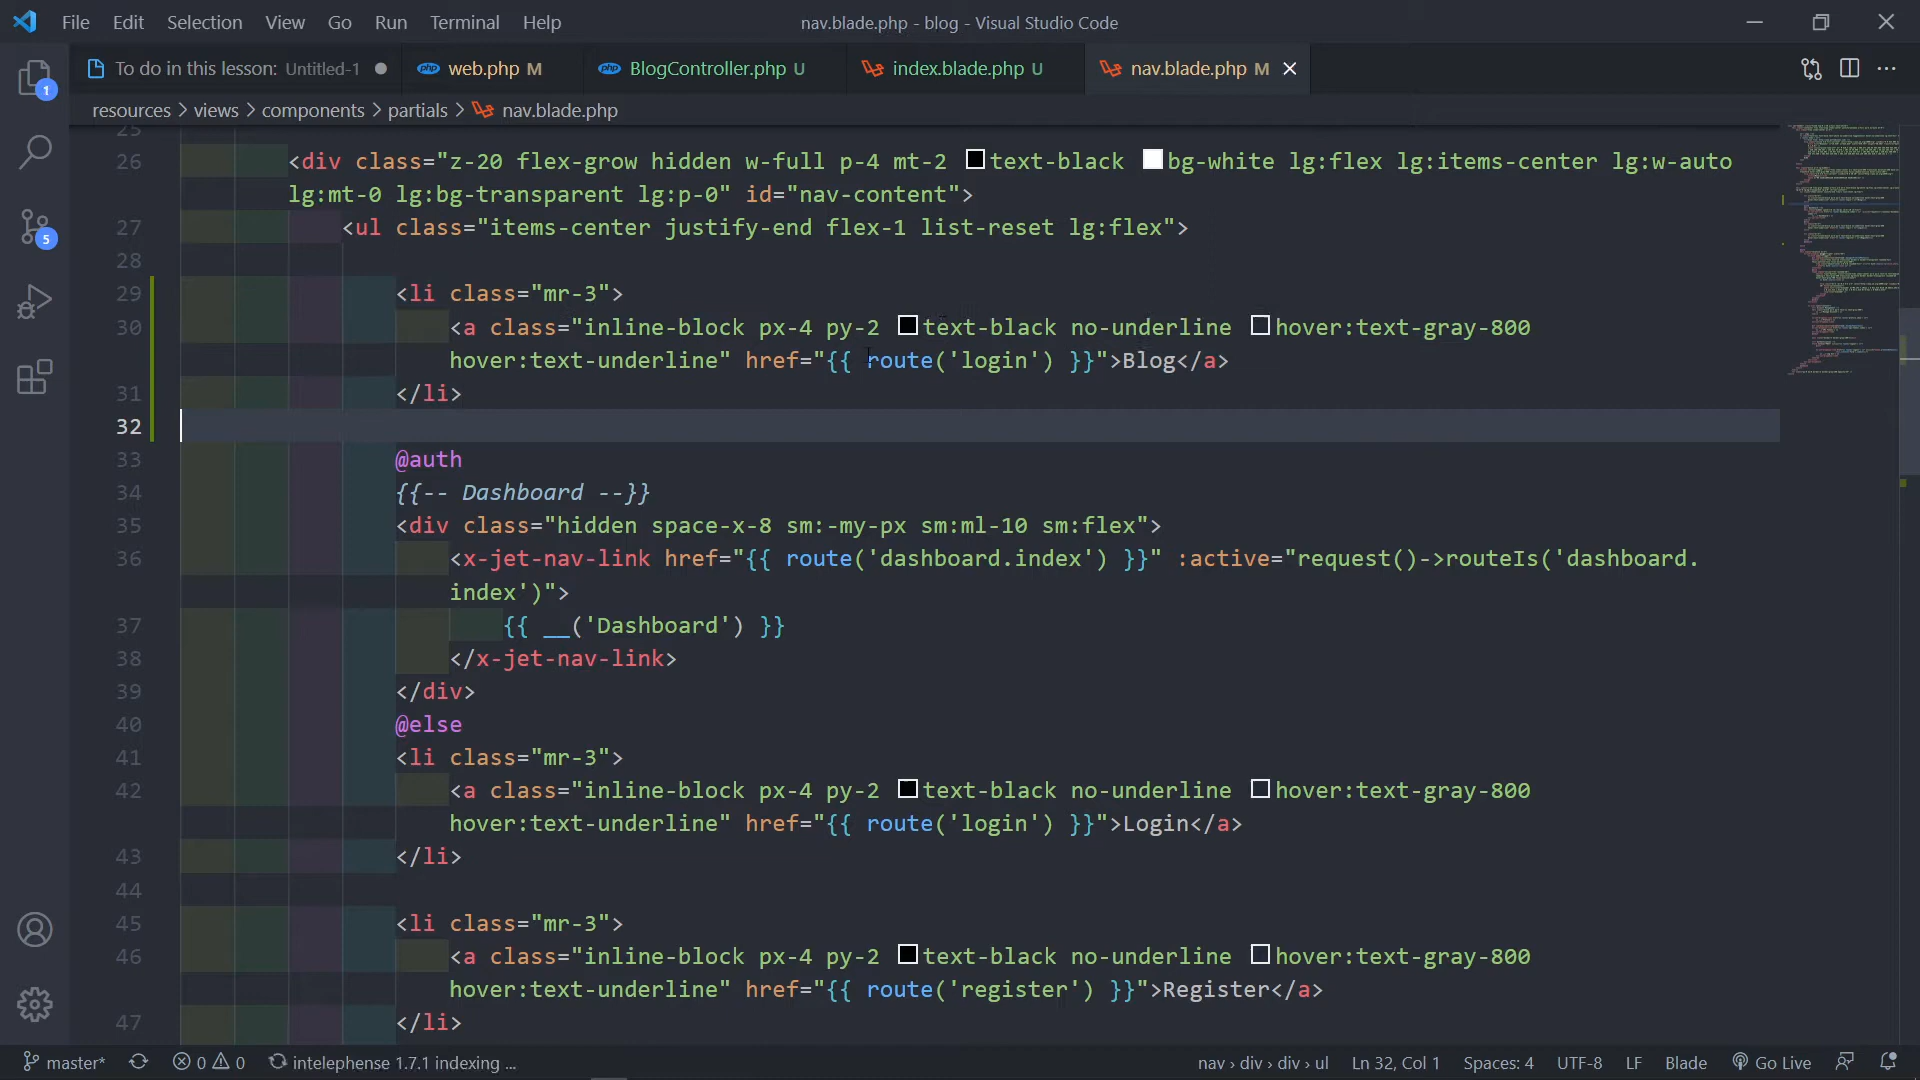 File Edit Selection View Go Run Terminal Help nav.blade.php - blog - Visual Studio Code
To do in this lesson: Untitled-1 web.php M BlogController.php U index.blade.php U nav.blade.php M
resources > views > components > partials > nav.blade.php
25
26 <div class="z-20 flex-grow hidden w-full p-4 mt-2 text-black bg-white lg:flex lg:items-center lg:w-auto
lg:mt-0 lg:bg-transparent lg:p-0" id="nav-content">
27 <ul class="items-center justify-end flex-1 list-reset lg:flex">
28
29 <li class="mr-3">
30 <a class="inline-block px-4 py-2 text-black no-underline hover:text-gray-800
hover:text-underline" href="{{ route('login') }}">Blog</a>
31 </li>
32
33 @auth
34 {{-- Dashboard --}}
35 <div class="hidden space-x-8 sm:-my-px sm:ml-10 sm:flex">
36 <x-jet-nav-link href="{{ route('dashboard.index') }}" :active="request()->routeIs('dashboard.
index')">
37 {{ __('Dashboard') }}
38 </x-jet-nav-link>
39 </div>
40 @else
41 <li class="mr-3">
42 <a class="inline-block px-4 py-2 text-black no-underline hover:text-gray-800
hover:text-underline" href="{{ route('login') }}">Login</a>
43 </li>
44
45 <li class="mr-3">
46 <a class="inline-block px-4 py-2 text-black no-underline hover:text-gray-800
hover:text-underline" href="{{ route('register') }}">Register</a>
47 </li>
1
5
master* 0 0 intelephense 1.7.1 indexing ... nav > div > div > ul Ln 32, Col 1 Spaces: 4 UTF-8 LF Blade Go Live